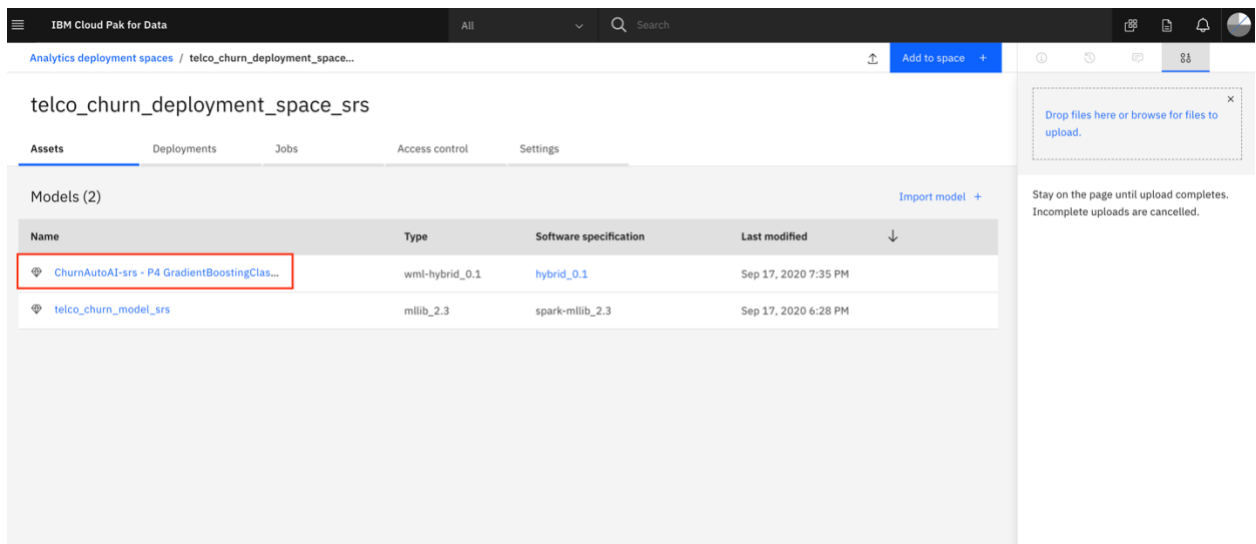 IBM Cloud Pak for Data
All
Search
Analytics deployment spaces / telco_churn_deployment_space...
Add to space +
telco_churn_deployment_space_srs
Assets Deployments Jobs Access control Settings
Models (2)
Import model +
Name Type Software specification Last modified
ChurnAutoAI-srs - P4 GradientBoostingClas... wml-hybrid_0.1 hybrid_0.1 Sep 17, 2020 7:35 PM
telco_churn_model_srs mllib_2.3 spark-mllib_2.3 Sep 17, 2020 6:28 PM
Drop files here or browse for files to
upload.
Stay on the page until upload completes.
Incomplete uploads are cancelled.